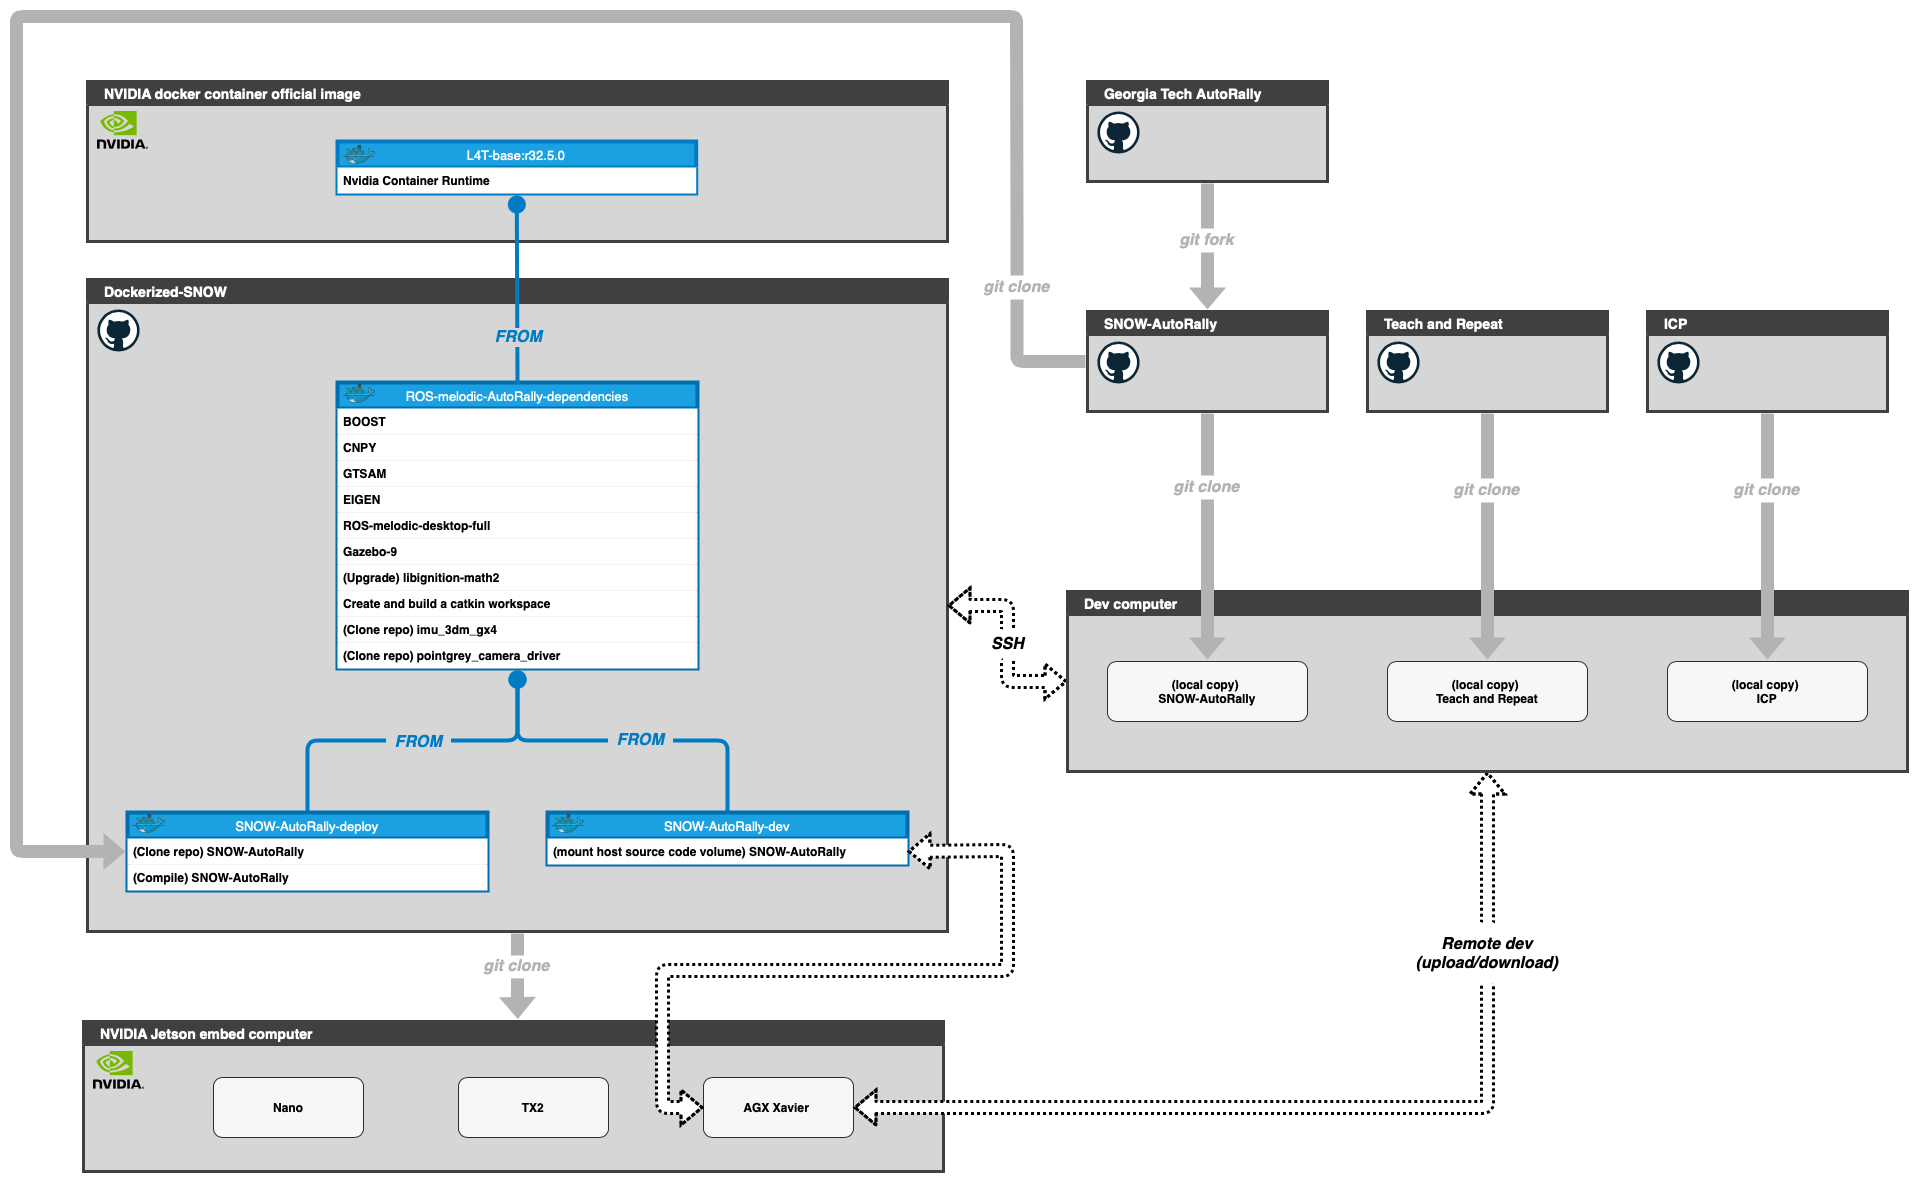 NVIDIA docker container official image
NVIDIA.
L4T-base:r32.5.0
Nvidia Container Runtime
Georgia Tech AutoRally
git fork
git clone
Dockerized-SNOW
FROM
SNOW-AutoRally
Teach and Repeat
ICP
ROS-melodic-AutoRally-dependencies
BOOST
CNPY
GTSAM
EIGEN
ROS-melodic-desktop-full
Gazebo-9
(Upgrade) libignition-math2
Create and build a catkin workspace
(Clone repo) imu_3dm_gx4
(Clone repo) pointgrey_camera_driver
git clone
git clone
git clone
SSH
Dev computer
(local copy)
SNOW-AutoRally
(local copy)
Teach and Repeat
(local copy)
ICP
FROM
FROM
SNOW-AutoRally-deploy
(Clone repo) SNOW-AutoRally
(Compile) SNOW-AutoRally
SNOW-AutoRally-dev
(mount host source code volume) SNOW-AutoRally
git clone
Remote dev
(upload/download)
NVIDIA Jetson embed computer
NVIDIA.
Nano
TX2
AGX Xavier